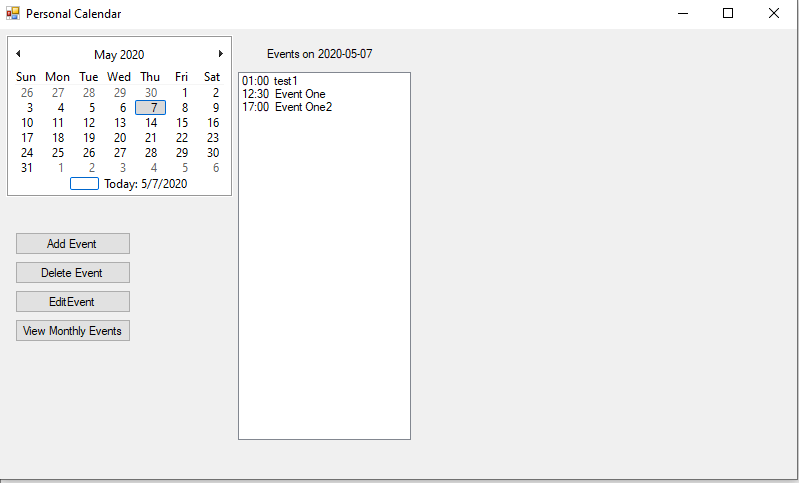 Personal Calendar
May 2020
Sun Mon Tue Wed Thu Fri Sat
26 27 28 29 30 1 2
3 4 5 6 7 8 9
10 11 12 13 14 15 16
17 18 19 20 21 22 23
24 25 26 27 28 29 30
31 1 2 3 4 5 6
Today: 5/7/2020
Add Event
Delete Event
EditEvent
View Monthly Events
Events on 2020-05-07
01:00 test1
12:30 Event One
17:00 Event One2